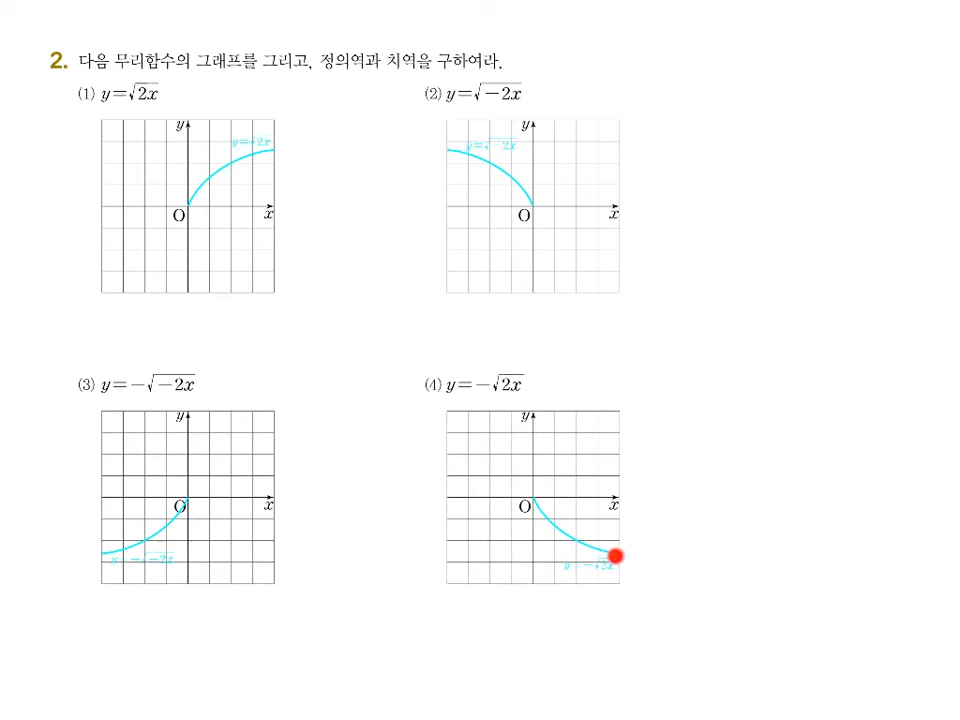 2. 다음 무리함수의 그래프를 그리고, 정의역과 치역을 구하여라.
(1) y=√2x
(2) y=√−2x
y
y=√2x
O
x
y
y=√−2x
O
x
(3) y=−√−2x
(4) y=−√2x
y
O
x
y=−√−2x
y
O
x
y=−√2x